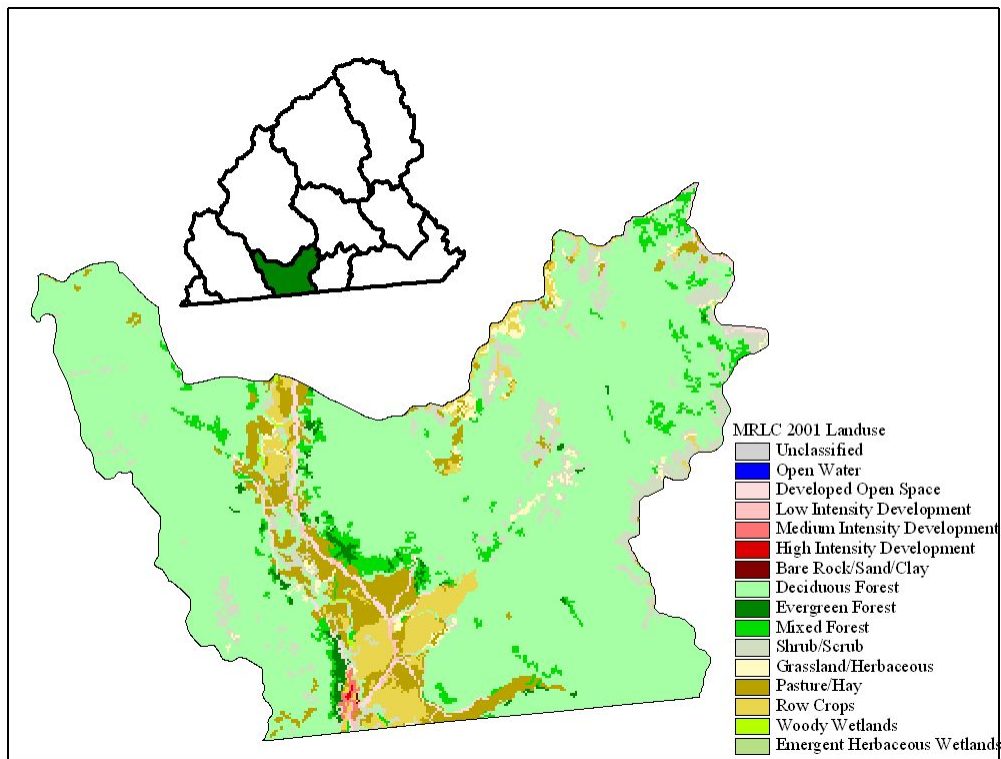 MRLC 2001 Landuse
Unclassified
Open Water
Developed Open Space
Low Intensity Development
Medium Intensity Development
High Intensity Development
Bare Rock/Sand/Clay
Deciduous Forest
Evergreen Forest
Mixed Forest
Shrub/Scrub
Grassland/Herbaceous
Pasture/Hay
Row Crops
Woody Wetlands
Emergent Herbaceous Wetlands